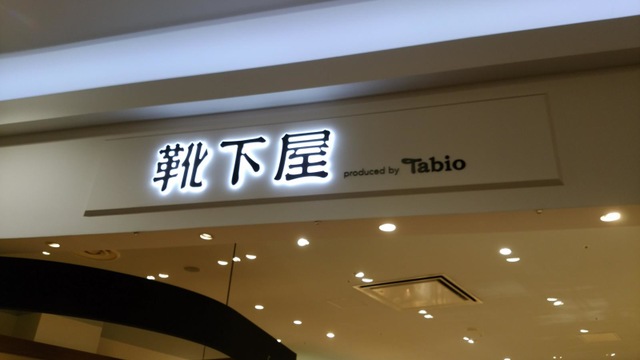 靴下屋 produced by Tabio